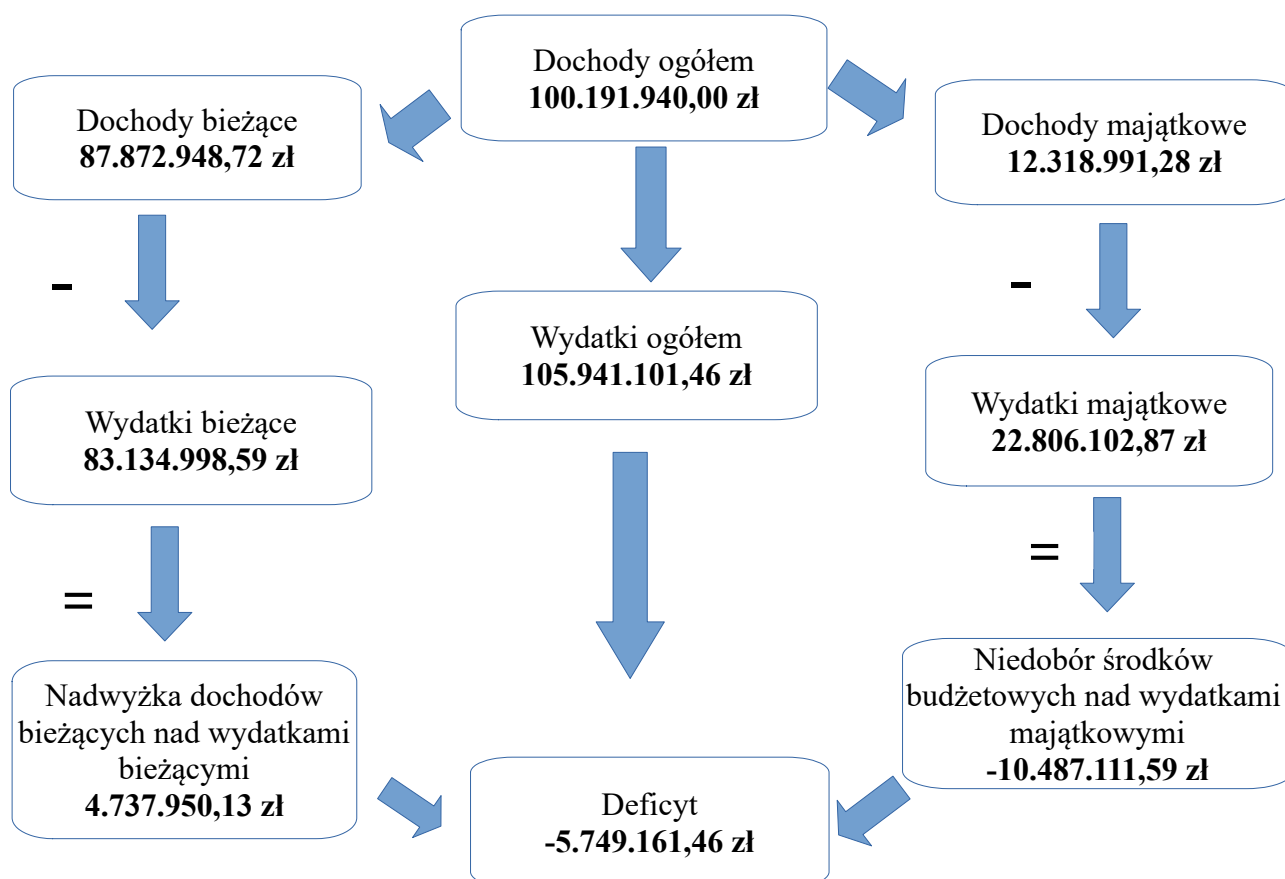 Dochody ogółem
100.191.940,00 zł
Dochody bieżące
87.872.948,72 zł
Dochody majątkowe
12.318.991,28 zł
-
-
Wydatki ogółem
105.941.101,46 zł
Wydatki bieżące
83.134.998,59 zł
Wydatki majątkowe
22.806.102,87 zł
=
=
Nadwyżka dochodów
bieżących nad wydatkami
bieżącymi
4.737.950,13 zł
Niedobór środków
budżetowych nad wydatkami
majątkowymi
-10.487.111,59 zł
Deficyt
-5.749.161,46 zł